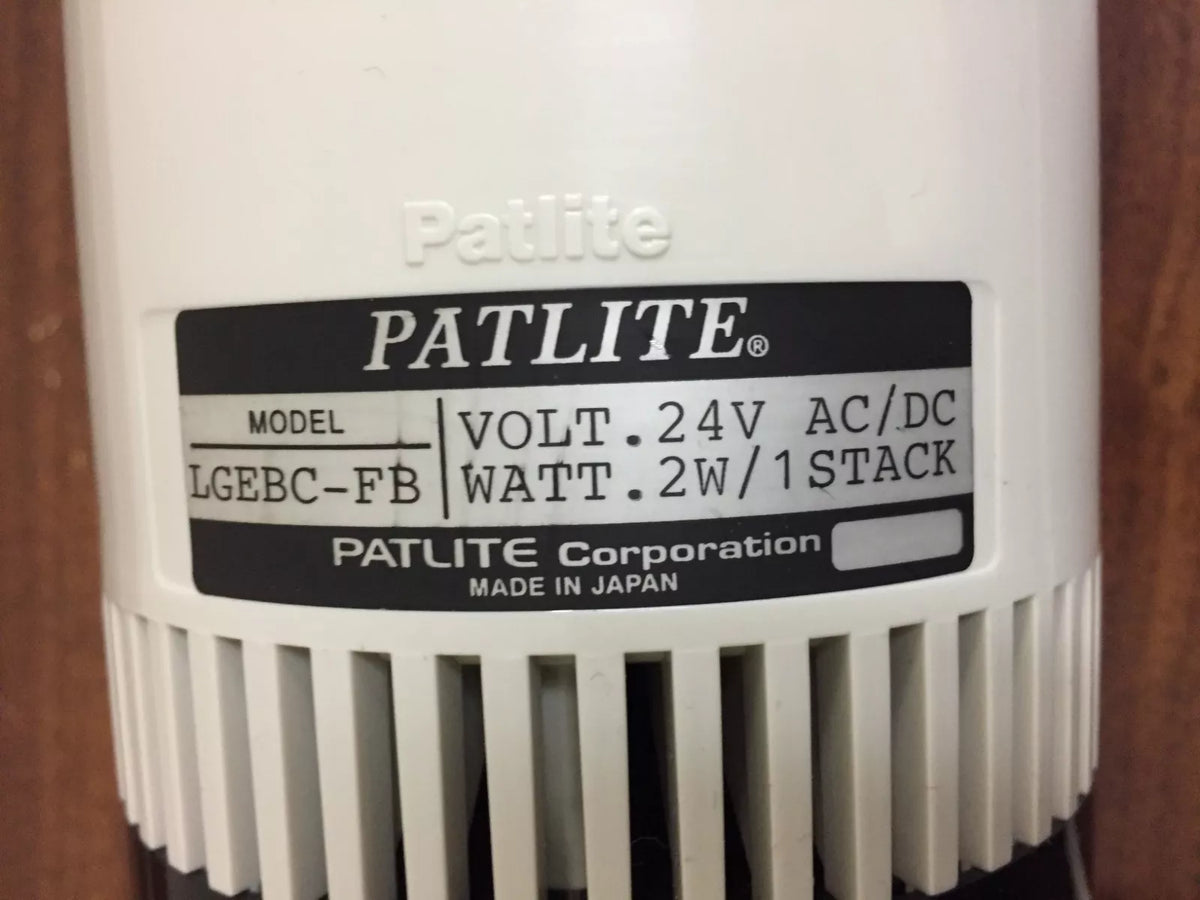 Patlite
PATLITE®
MODEL
LGEBC-FB
VOLT.24V AC/DC
WATT.2W/1STACK
PATLITE Corporation
MADE IN JAPAN